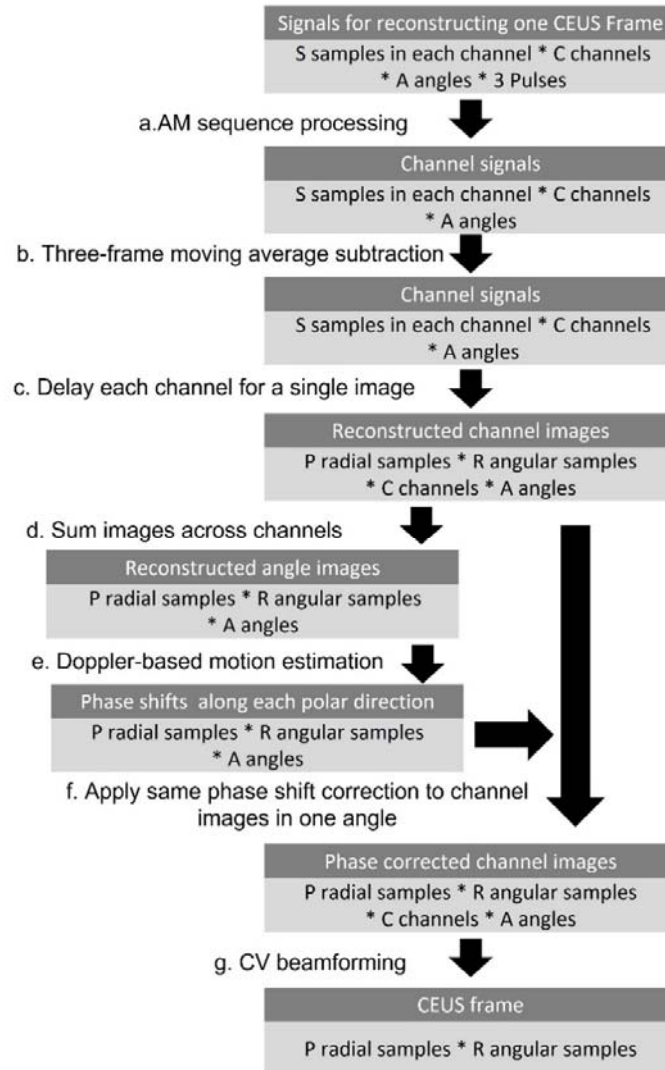 Signals for reconstructing one CEUS Frame
S samples in each channel * C channels
* A angles * 3 Pulses
a.AM sequence processing
Channel signals
S samples in each channel * C channels
* A angles
b. Three-frame moving average subtraction
Channel signals
S samples in each channel * C channels
* A angles
c. Delay each channel for a single image
Reconstructed channel images
P radial samples * R angular samples
* C channels * A angles
d. Sum images across channels
Reconstructed angle images
P radial samples * R angular samples
* A angles
e. Doppler-based motion estimation
Phase shifts along each polar direction
P radial samples * R angular samples
* A angles
f. Apply same phase shift correction to channel
images in one angle
Phase corrected channel images
P radial samples * R angular samples
* C channels * A angles
g. CV beamforming
CEUS frame
P radial samples * R angular samples